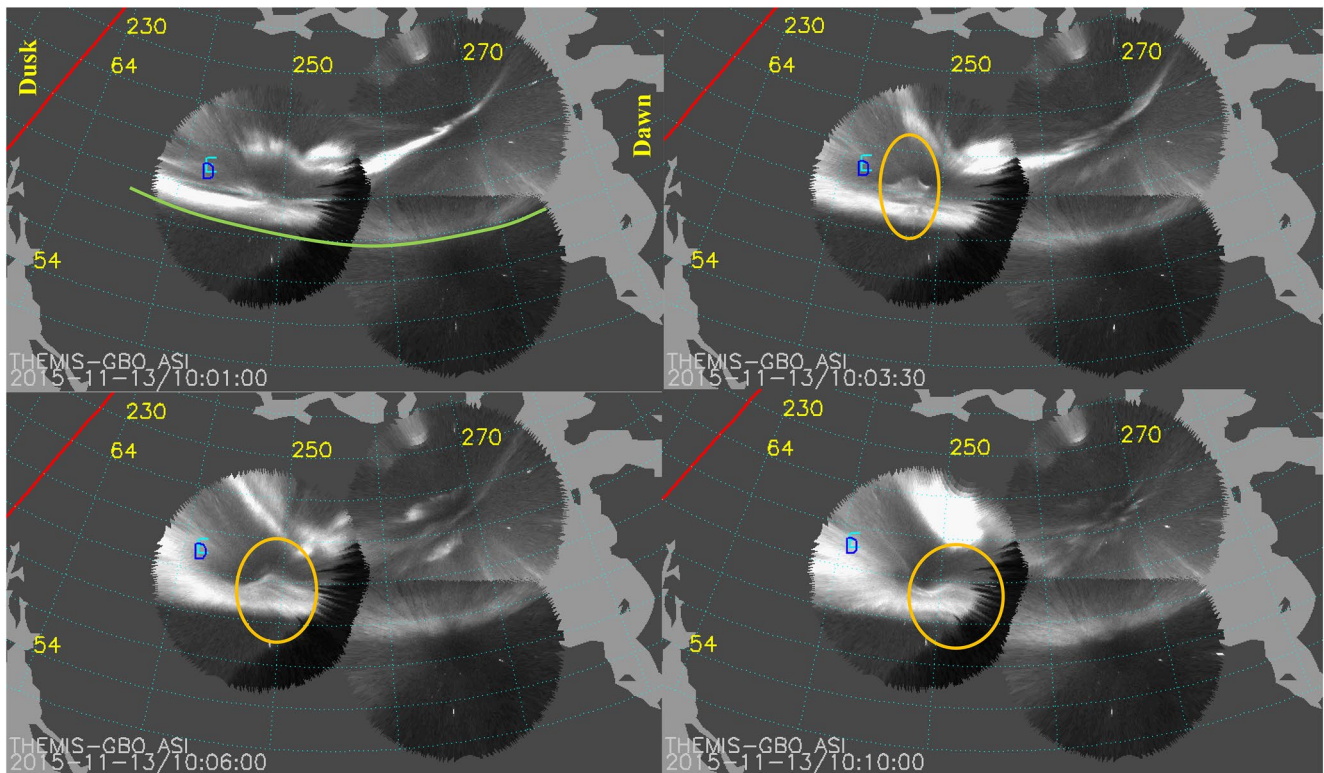 Dusk
230
64
250
270
Dawn
D
54
THEMIS-GBO ASI
2015-11-13/10:01:00
230
64
250
270
D
54
THEMIS-GBO ASI
2015-11-13/10:03:30
230
64
250
270
D
54
THEMIS-GBO ASI
2015-11-13/10:06:00
230
64
250
270
D
54
THEMIS-GBO ASI
2015-11-13/10:10:00